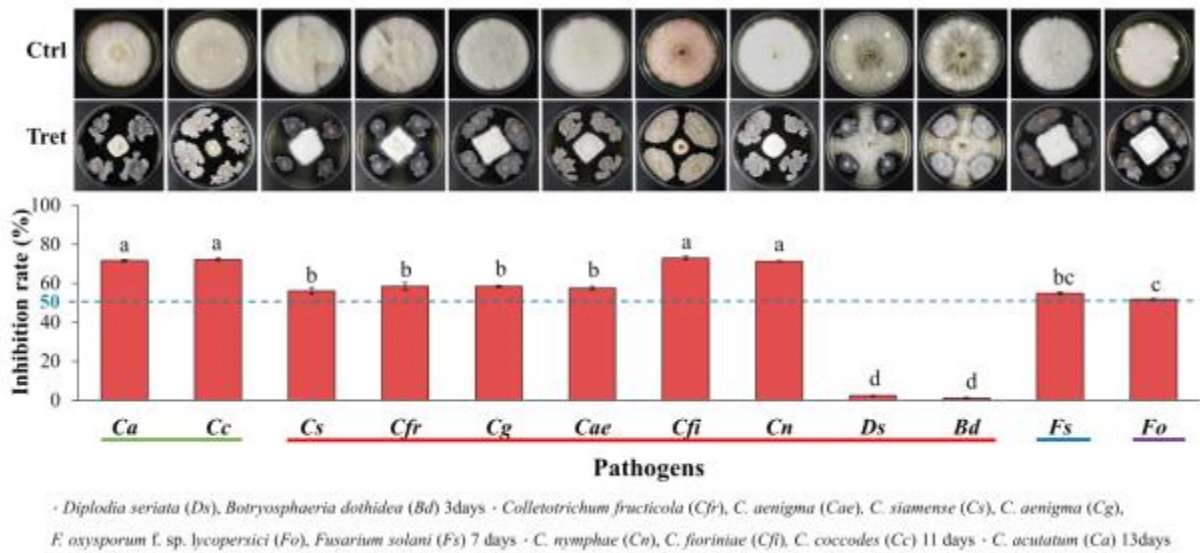 Ctrl
Tret
Inhibition rate (%)
100
80
60
50
40
20
0
a a b b b b a a d d bc c
Ca Cc Cs Cfr Cg Cae Cfi Cn Ds Bd Fs Fo
Pathogens
· Diplodia seriata (Ds), Botryosphaeria dothidea (Bd) 3days · Colletotrichum fructicola (Cfr), C. aenigma (Cae), C. siamense (Cs), C. aenigma (Cg),
F. oxysporum f. sp. lycopersici (Fo), Fusarium solani (Fs) 7 days · C. nymphae (Cn), C. fioriniae (Cfi), C. coccodes (Cc) 11 days · C. acutatum (Ca) 13days